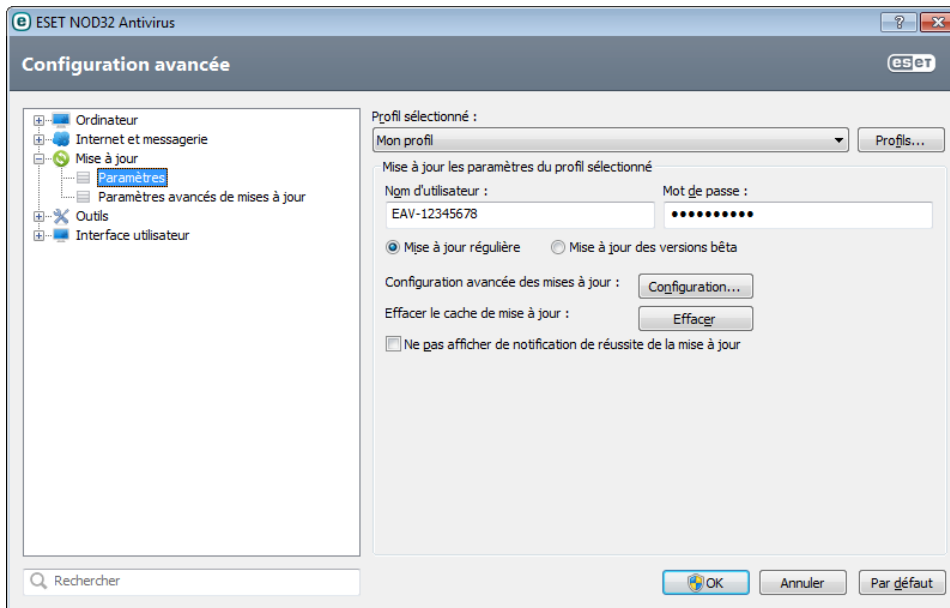 ESET NOD32 Antivirus
Configuration avancée
eset
Ordinateur
Internet et messagerie
Mise à jour
Paramètres
Paramètres avancés de mises à jour
Outils
Interface utilisateur
Rechercher
Profil sélectionné :
Mon profil
Profils...
Mise à jour les paramètres du profil sélectionné
Nom d'utilisateur : Mot de passe :
EAV-12345678 ••••••••••
Mise à jour régulière Mise à jour des versions bêta
Configuration avancée des mises à jour : Configuration...
Effacer le cache de mise à jour : Effacer
Ne pas afficher de notification de réussite de la mise à jour
OK Annuler Par défaut